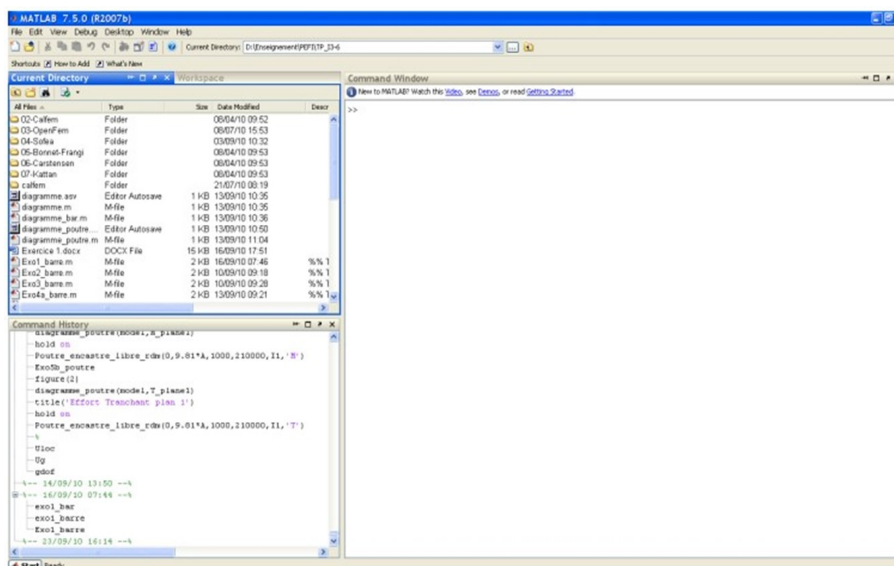 MATLAB 7.5.0 (R2007b)
File Edit View Debug Desktop Window Help
Current Directory: D:\Enseignement\PEFI\TP_I3-6
Shortcuts How to Add What's New
Current Directory Workspace
All Files Type Size Date Modified Descr
02-Calfem Folder 08/04/10 09:52
03-OpenFem Folder 08/07/10 15:53
04-Sofea Folder 03/09/10 10:32
05-Bonnet-Frangi Folder 08/04/10 09:53
06-Carstensen Folder 08/04/10 09:53
07-Kattan Folder 08/04/10 09:53
calfem Folder 21/07/10 08:19
diagramme.asv Editor Autosave 1 KB 13/09/10 10:35
diagramme.m M-file 1 KB 13/09/10 10:35
diagramme_bar.m M-file 1 KB 13/09/10 10:36
diagramme_poutre.... Editor Autosave 1 KB 13/09/10 10:50
diagramme_poutre.m M-file 1 KB 13/09/10 11:04
Exercice 1.docx DOCX File 15 KB 16/09/10 17:51
Exo1_barre.m M-file 2 KB 16/09/10 07:46 %% T
Exo2_barre.m M-file 2 KB 10/09/10 09:18 %% T
Exo3_barre.m M-file 2 KB 10/09/10 09:28 %% T
Exo4a_barre.m M-file 2 KB 13/09/10 09:21 %% T
Command History
diagramme_poutre(model,M_plane1)
hold on
Poutre_encastre_libre_rdm(0,9.81*A,1000,210000,I1,'M')
Exo5b_poutre
figure(2)
diagramme_poutre(model,T_plane1)
title('Effort Tranchant plan 1')
hold on
Poutre_encastre_libre_rdm(0,9.81*A,1000,210000,I1,'T')
%
Uloc
Ug
gdof
%-- 14/09/10 13:50 --%
%-- 16/09/10 07:44 --%
exo1_bar
exo1_barre
Exo1_barre
%-- 23/09/10 16:14 --%
Command Window
New to MATLAB? Watch this Video, see Demos, or read Getting Started.
>>
Start Ready